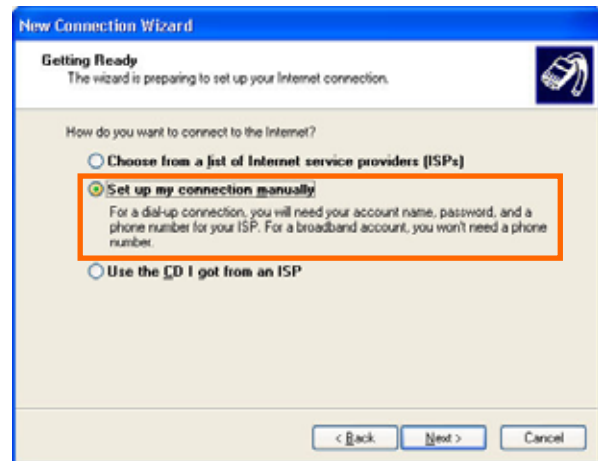 New Connection Wizard
Getting Ready
The wizard is preparing to set up your Internet connection.
How do you want to connect to the Internet?
Choose from a list of Internet service providers (ISPs)
Set up my connection manually
For a dial-up connection, you will need your account name, password, and a
phone number for your ISP. For a broadband account, you won't need a phone
number.
Use the CD I got from an ISP
< Back Next > Cancel